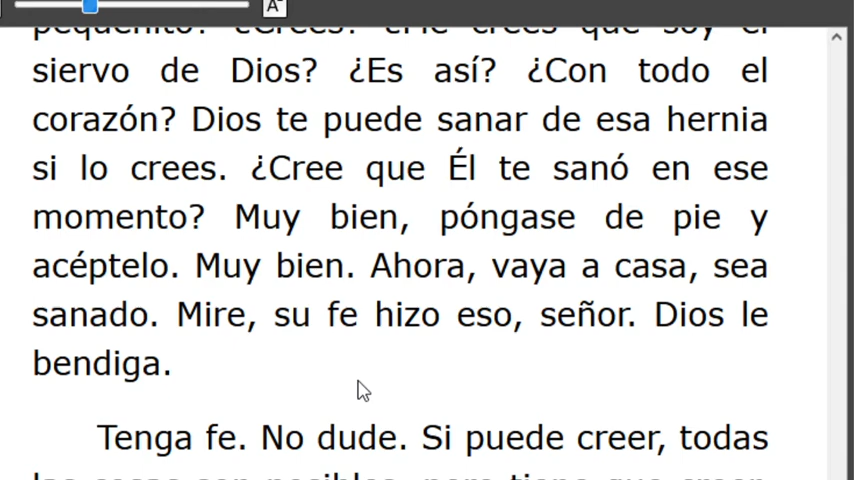 A
siervo de Dios? ¿Es así? ¿Con todo el
corazón? Dios te puede sanar de esa hernia
si lo crees. ¿Cree que Él te sanó en ese
momento? Muy bien, póngase de pie y
acéptelo. Muy bien. Ahora, vaya a casa, sea
sanado. Mire, su fe hizo eso, señor. Dios le
bendiga.
Tenga fe. No dude. Si puede creer, todas